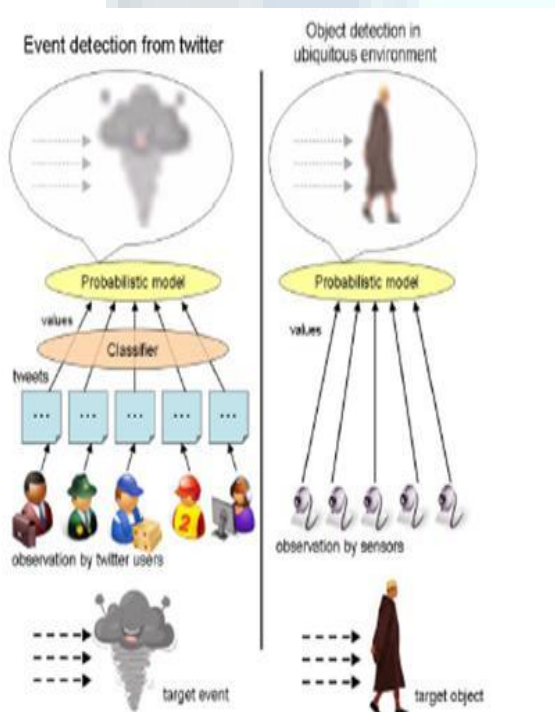 Event detection from twitter
Probabilistic model
values
Classifier
tweets
...
...
...
...
...
2
observation by twitter users
target event
Object detection in
ubiquitous environment
Probabilistic model
values
observation by sensors
target object